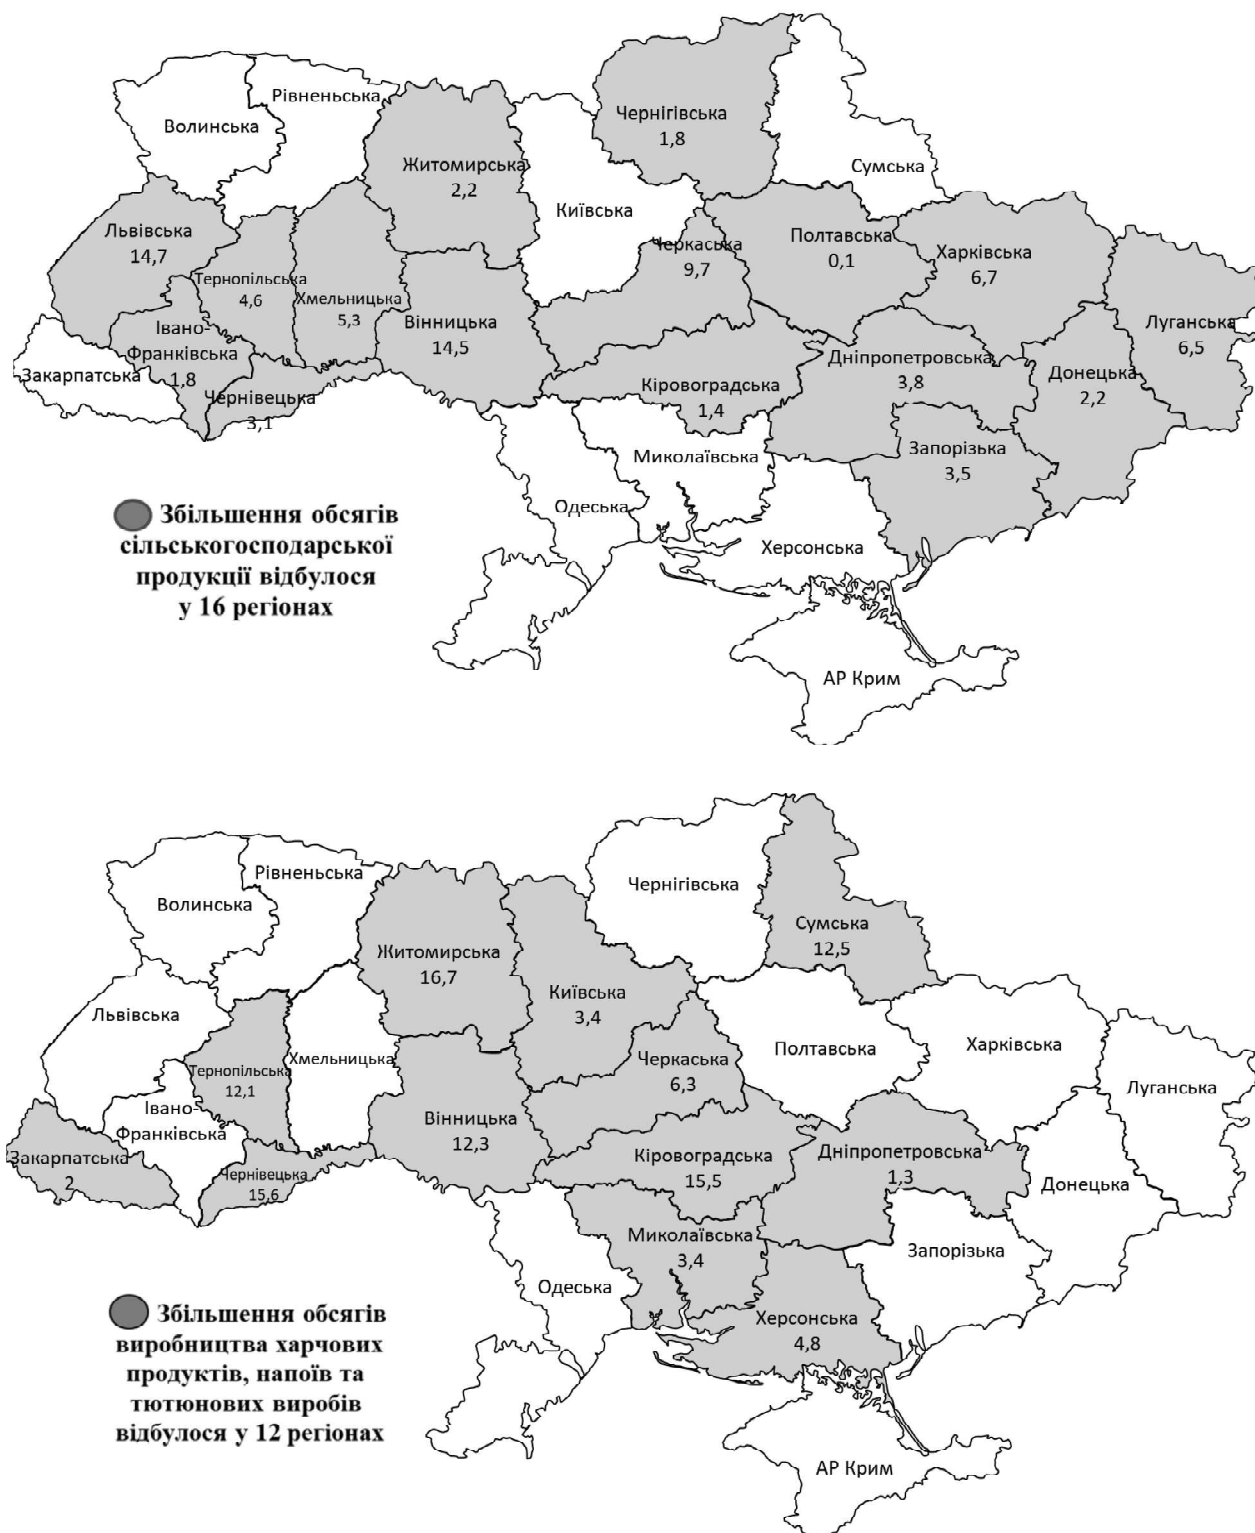 Рівненьська
Волинська
Чернігівська
1,8
Житомирська
2,2
Сумська
Київська
Львівська
14,7
Черкаська
9,7
Полтавська
0,1
Харківська
6,7
Тернопільська
4,6
Хмельницька
5,3
Вінницька
14,5
Луганська
6,5
Івано-
Франківська
1,8
Закарпатська
Чернівецька
3,1
Кіровоградська
1,4
Дніпропетровська
3,8
Донецька
2,2
Запорізька
3,5
Миколаївська
Одеська
Херсонська
АР Крим
Збільшення обсягів
сільськогосподарської
продукції відбулося
у 16 регіонах
Рівненьська
Волинська
Чернігівська
Сумська
12,5
Житомирська
16,7
Київська
3,4
Львівська
Хмельницька
Тернопільська
12,1
Черкаська
6,3
Полтавська
Харківська
Луганська
Івано-
Франківська
Вінницька
12,3
Закарпатська
2
Чернівецька
15,6
Кіровоградська
15,5
Дніпропетровська
1,3
Донецька
Миколаївська
3,4
Запорізька
Одеська
Херсонська
4,8
АР Крим
Збільшення обсягів
виробництва харчових
продуктів, напоїв та
тютюнових виробів
відбулося у 12 регіонах